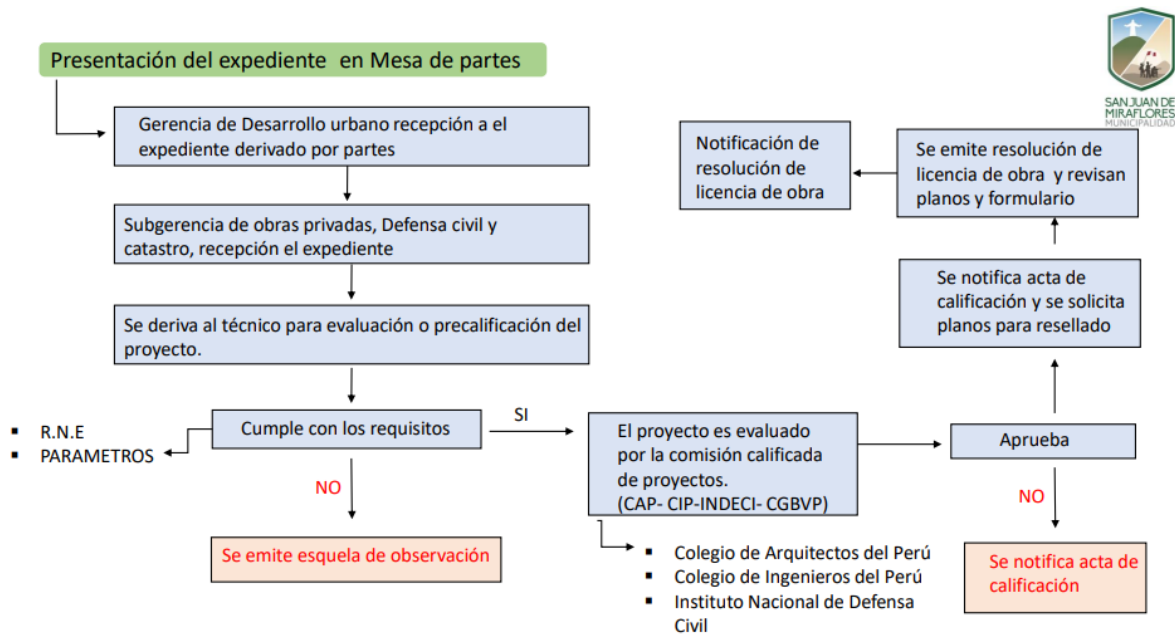 Presentación del expediente en Mesa de partes
SAN JUAN DE
MIRAFLORES
MUNICIPALIDAD
Gerencia de Desarrollo urbano recepción a el
expediente derivado por partes
Subgerencia de obras privadas, Defensa civil y
catastro, recepción el expediente
Se deriva al técnico para evaluación o precalificación del
proyecto.
Cumple con los requisitos
▪ R.N.E
▪ PARAMETROS
NO
Se emite esquela de observación
SI
El proyecto es evaluado
por la comisión calificada
de proyectos.
(CAP- CIP-INDECI- CGBVP)
▪ Colegio de Arquitectos del Perú
▪ Colegio de Ingenieros del Perú
▪ Instituto Nacional de Defensa
Civil
Aprueba
NO
Se notifica acta de
calificación
Se notifica acta de
calificación y se solicita
planos para resellado
Se emite resolución de
licencia de obra y revisan
planos y formulario
Notificación de
resolución de
licencia de obra